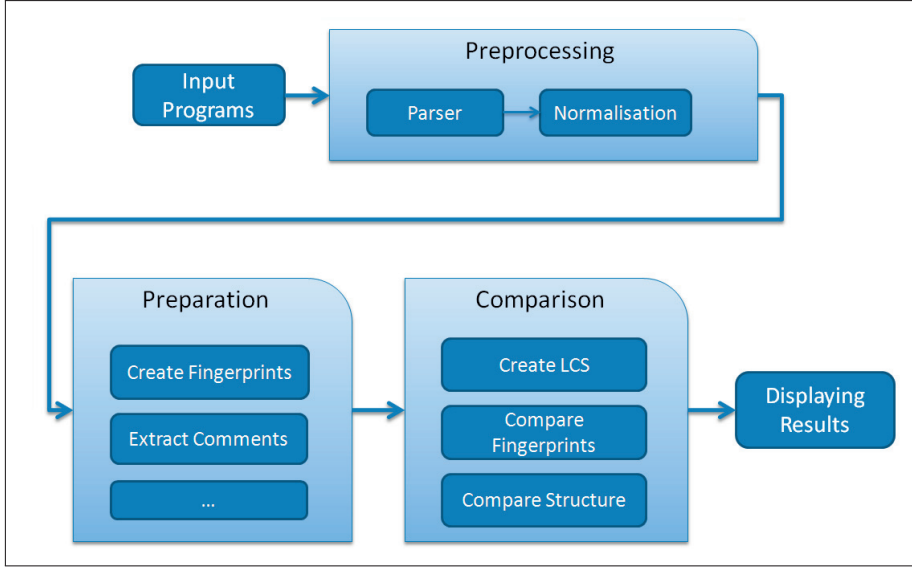 Preprocessing
Input
Programs
Parser
Normalisation
Preparation
Create Fingerprints
Extract Comments
...
Comparison
Create LCS
Compare
Fingerprints
Compare Structure
Displaying
Results